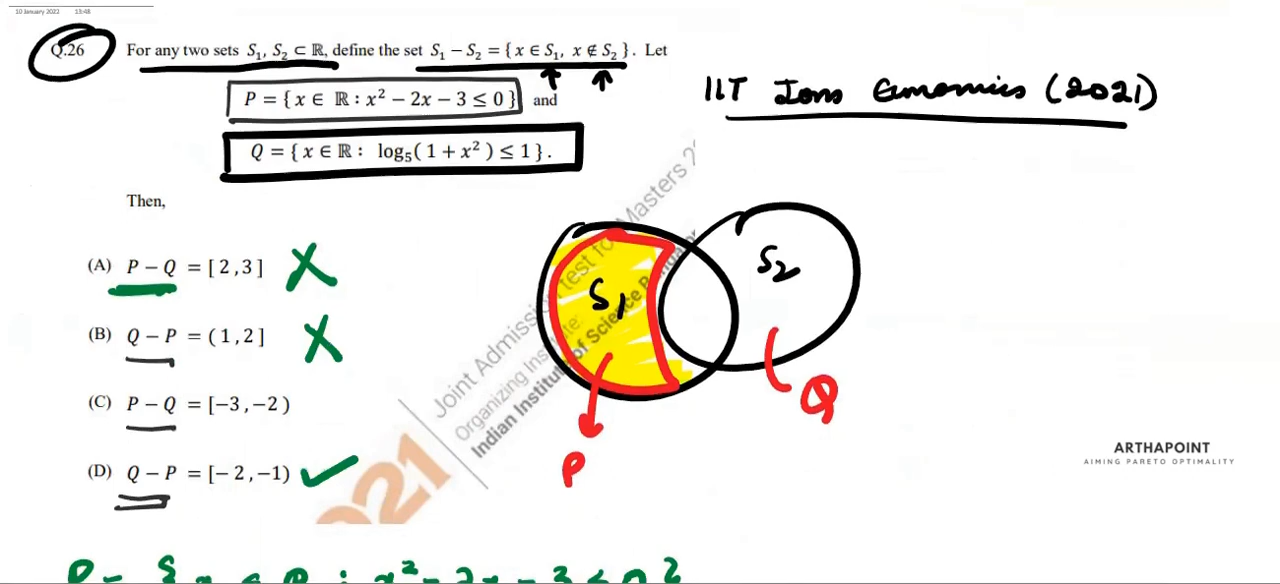 10 January 2022 13:48
Q.26 For any two sets S₁, S₂ ⊂ ℝ, define the set S₁ − S₂ = { x ∈ S₁, x ∉ S₂ }. Let
P = { x ∈ ℝ : x² − 2x − 3 ≤ 0 } and
Q = { x ∈ ℝ : log₅( 1 + x² ) ≤ 1 }.
IIT (2021)
Then,
(A) P − Q = [ 2 , 3 ]
(B) Q − P = ( 1 , 2 ]
(C) P − Q = [ −3 , −2 )
(D) Q − P = [ − 2 , −1 )
S₁
S₂
P
Q
Joint Admission Test for Masters 2
Organizing Institute:
Indian Institute of Science
2021
ARTHAPOINT
AIMING PARETO OPTIMALITY